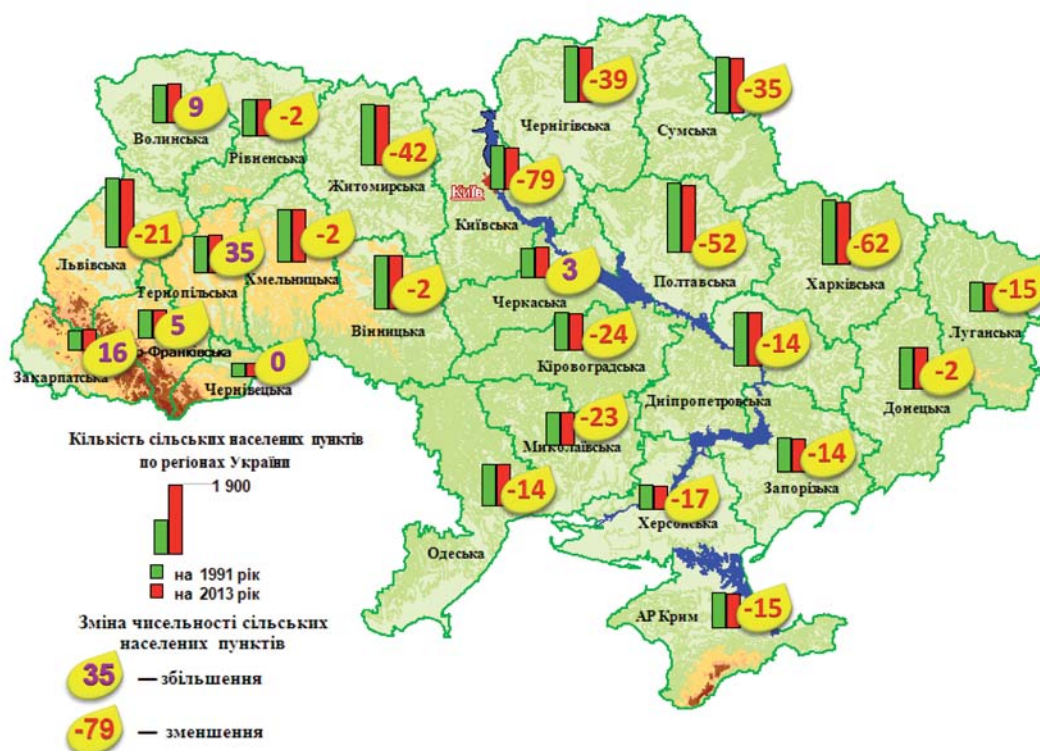 -39
-35
9
-2
Волинська
Рівненська
-42
Житомирська
Чернігівська
Сумська
-79
Київ
Київська
-21
Львівська
35
Тернопільська
-2
Хмельницька
-2
Вінницька
3
Черкаська
-52
Полтавська
-62
Харківська
-15
Луганська
16
Закарпатська
5
о-Франківська
0
Чернівецька
-24
Кіровоградська
-14
Дніпропетровська
-2
Донецька
-23
Миколаївська
-14
Одеська
-17
Херсонська
-14
Запорізька
-15
АР Крим
Кількість сільських населених пунктів
по регіонах України
1 900
на 1991 рік
на 2013 рік
Зміна чисельності сільських
населених пунктів
35 — збільшення
-79 — зменшення